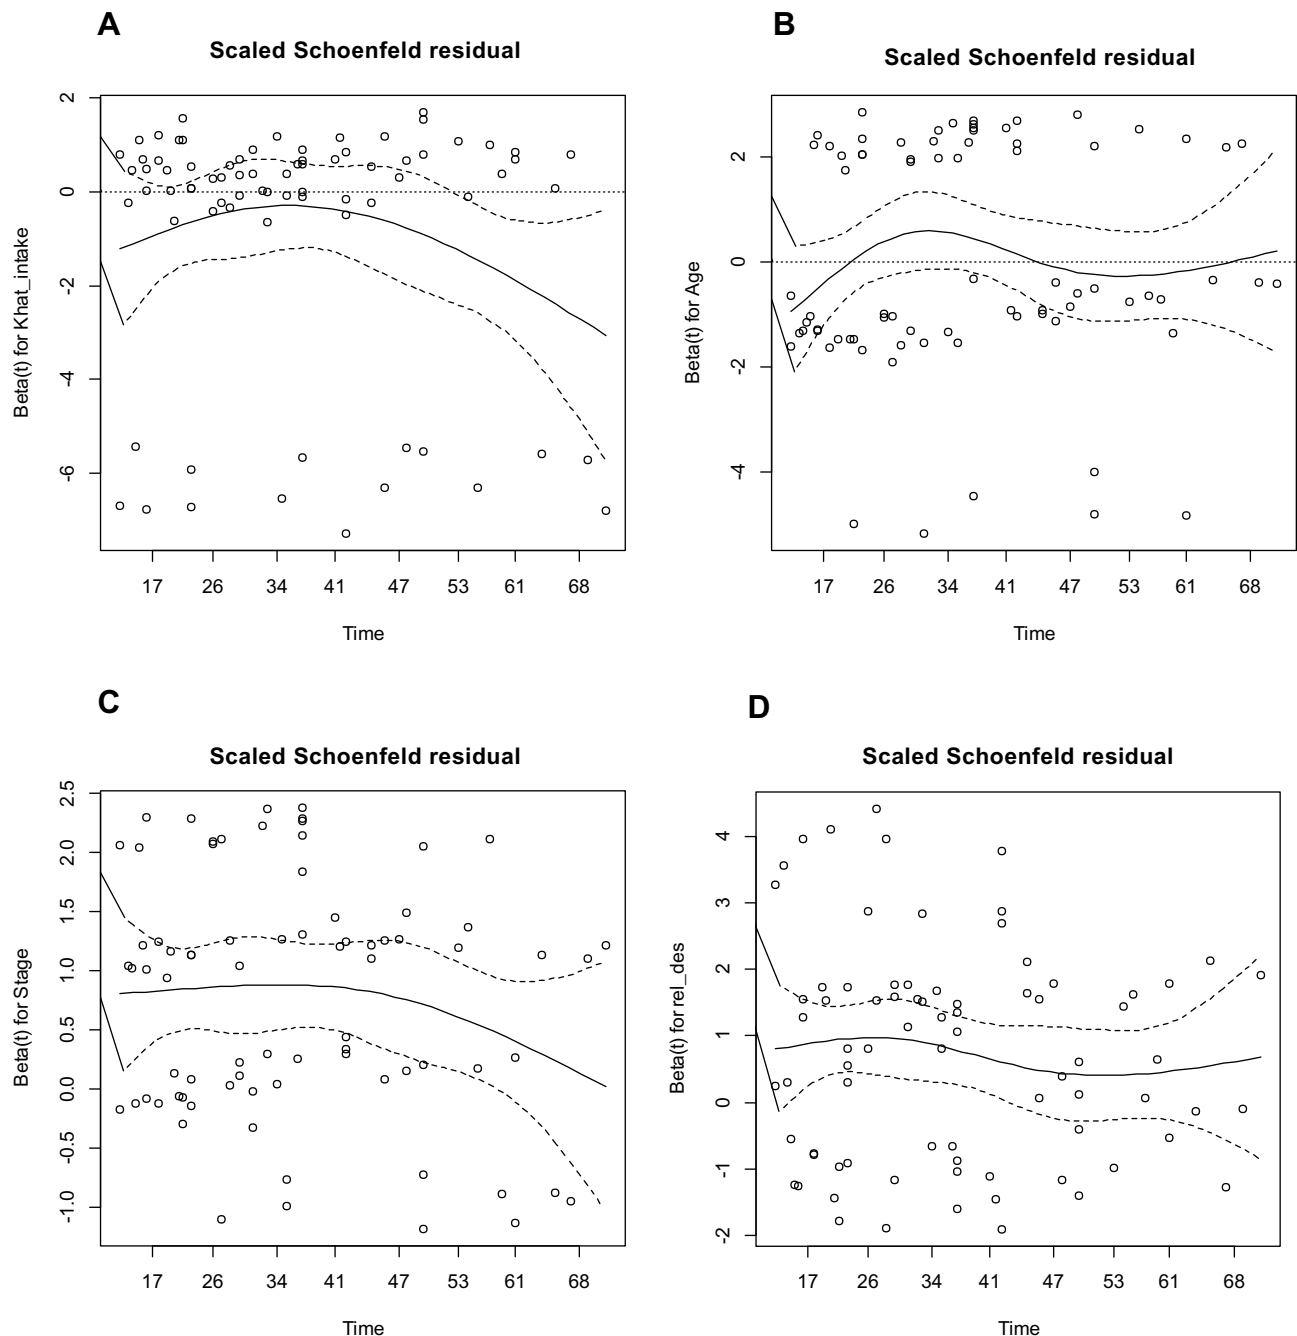 A
Scaled Schoenfeld residual
Beta(t) for Khat_intake
2
0
-2
-4
-6
17 26 34 41 47 53 61 68
Time
B
Scaled Schoenfeld residual
Beta(t) for Age
2
0
-2
-4
17 26 34 41 47 53 61 68
Time
C
Scaled Schoenfeld residual
Beta(t) for Stage
2.5
2.0
1.5
1.0
0.5
0.0
-0.5
-1.0
17 26 34 41 47 53 61 68
Time
D
Scaled Schoenfeld residual
Beta(t) for rel_des
4
3
2
1
0
-1
-2
17 26 34 41 47 53 61 68
Time